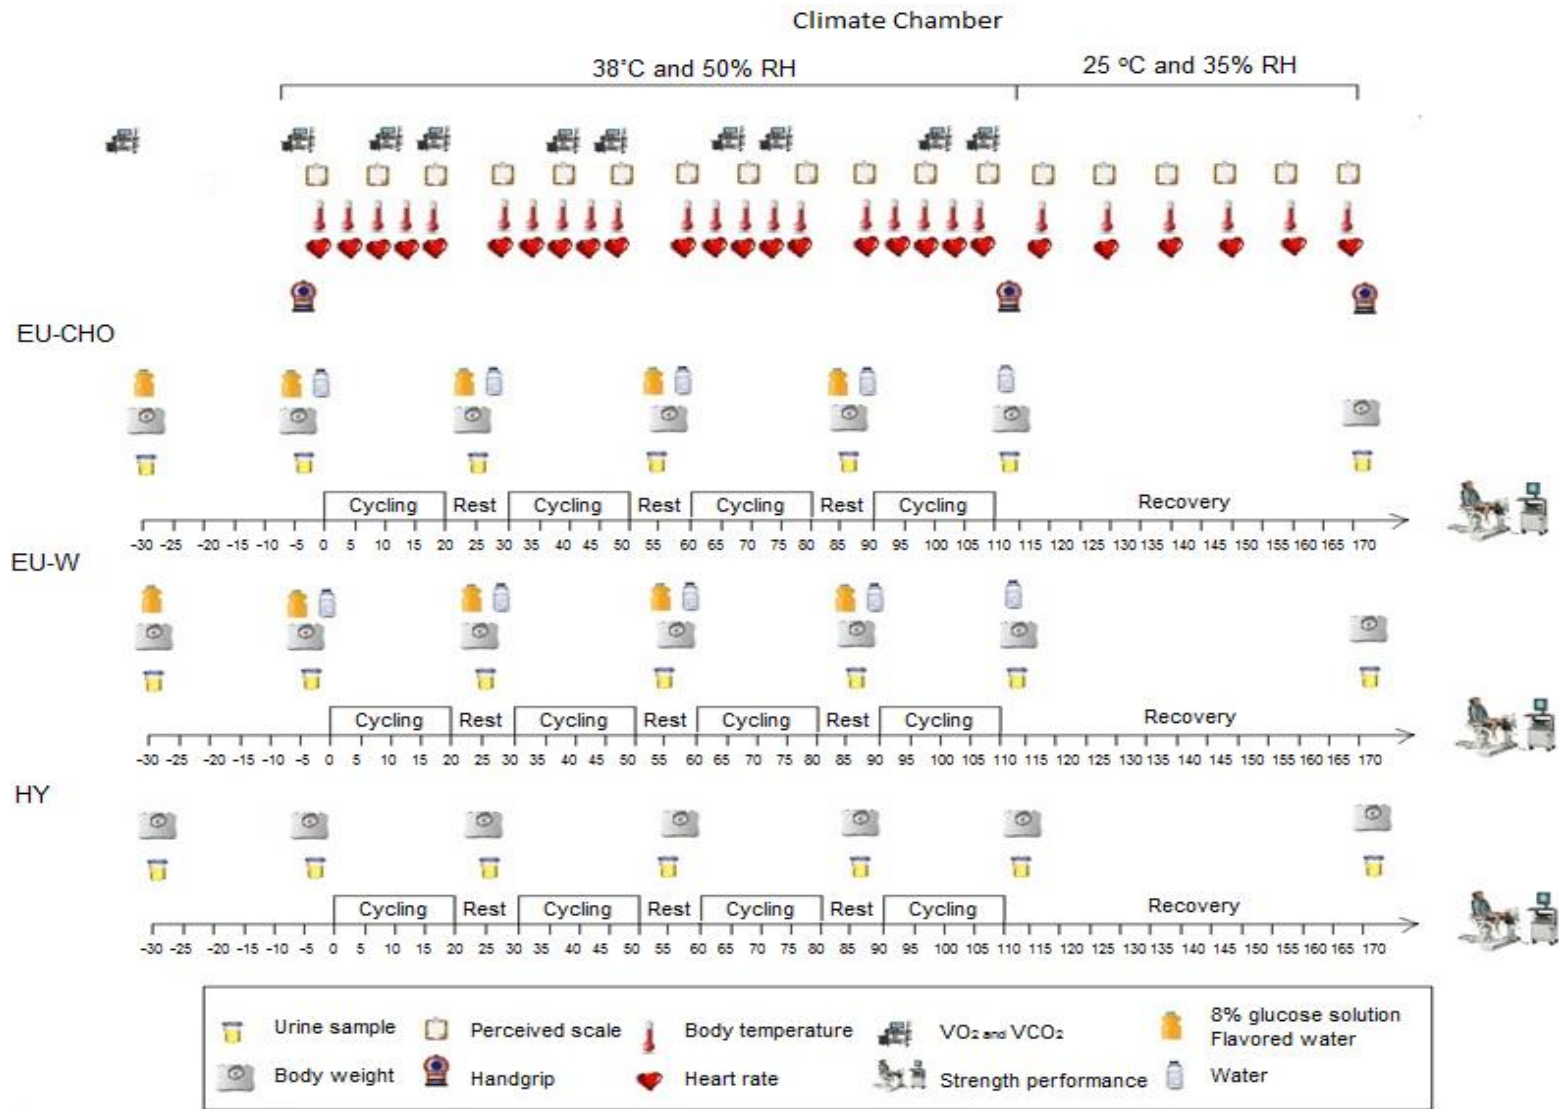 Climate Chamber
38°C and 50% RH
25 °C and 35% RH
EU-CHO
Cycling Rest Cycling Rest Cycling Rest Cycling Recovery
-30 -25 -20 -15 -10 -5 0 5 10 15 20 25 30 35 40 45 50 55 60 65 70 75 80 85 90 95 100 105 110 115 120 125 130 135 140 145 150 155 160 165 170
EU-W
Cycling Rest Cycling Rest Cycling Rest Cycling Recovery
-30 -25 -20 -15 -10 -5 0 5 10 15 20 25 30 35 40 45 50 55 60 65 70 75 80 85 90 95 100 105 110 115 120 125 130 135 140 145 150 155 160 165 170
HY
Cycling Rest Cycling Rest Cycling Rest Cycling Recovery
-30 -25 -20 -15 -10 -5 0 5 10 15 20 25 30 35 40 45 50 55 60 65 70 75 80 85 90 95 100 105 110 115 120 125 130 135 140 145 150 155 160 165 170
Urine sample Perceived scale Body temperature VO₂ and VCO₂ 8% glucose solution
Flavored water
Body weight Handgrip Heart rate Strength performance Water